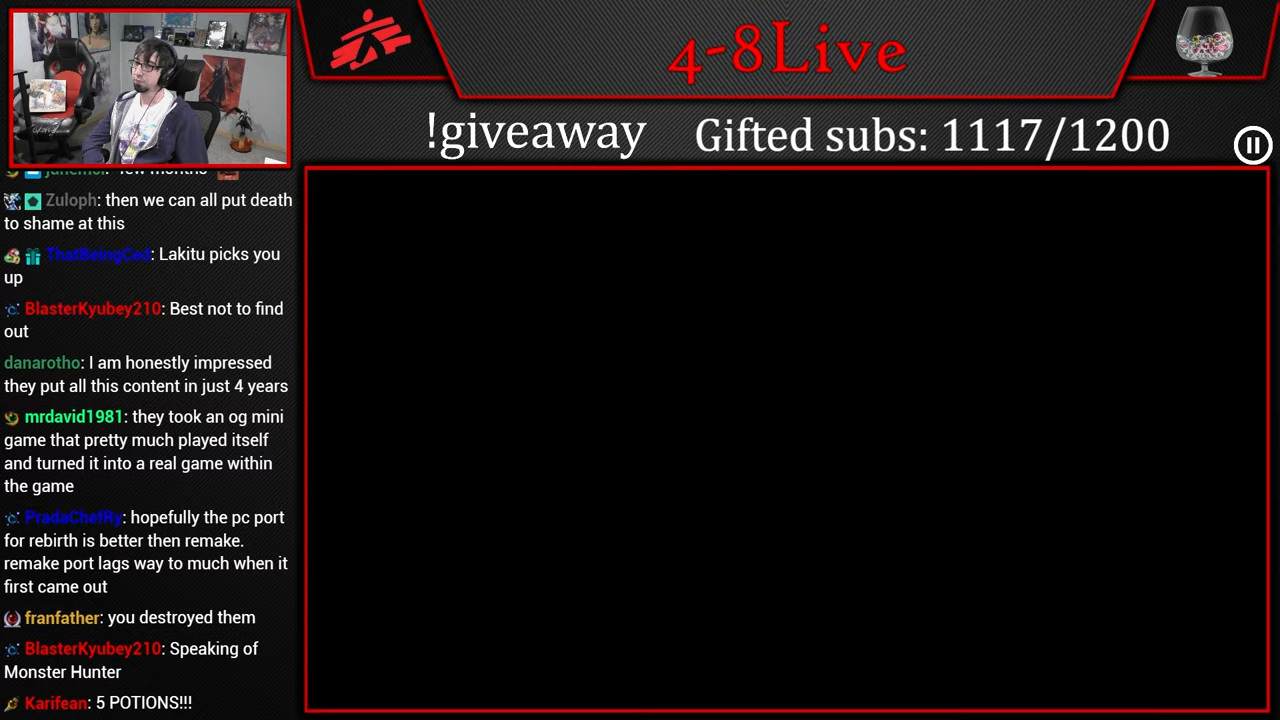 4-8Live
!giveaway
Gifted subs: 1117/1200
few months
Zuloph: then we can all put death
to shame at this
ThatBeingCed: Lakitu picks you
up
BlasterKyubey210: Best not to find
out
danarotho: I am honestly impressed
they put all this content in just 4 years
mrdavid1981: they took an og mini
game that pretty much played itself
and turned it into a real game within
the game
PradaChefRy: hopefully the pc port
for rebirth is better then remake.
remake port lags way to much when it
first came out
franfather: you destroyed them
BlasterKyubey210: Speaking of
Monster Hunter
Karifean: 5 POTIONS!!!